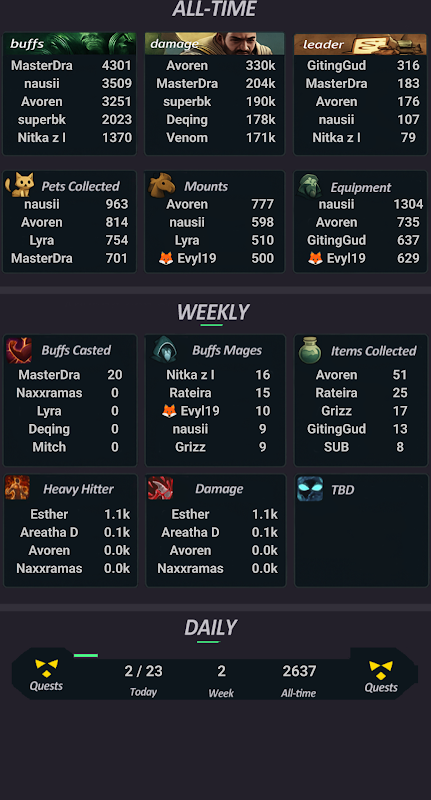 ALL-TIME
buffs
MasterDra 4301
nausii 3509
Avoren 3251
superbk 2023
Nitka z l 1370
damage
Avoren 330k
MasterDra 204k
superbk 190k
Deqing 178k
Venom 171k
leader
GitingGud 316
MasterDra 183
Avoren 176
nausii 107
Nitka z l 79
Pets Collected
nausii 963
Avoren 814
Lyra 754
MasterDra 701
Mounts
Avoren 777
nausii 598
Lyra 510
🦊 Evyl19 500
Equipment
nausii 1304
Avoren 735
GitingGud 637
🦊 Evyl19 629
WEEKLY
Buffs Casted
MasterDra 20
Naxxramas 0
Lyra 0
Deqing 0
Mitch 0
Buffs Mages
Nitka z l 16
Rateira 15
🦊 Evyl19 10
nausii 9
Grizz 9
Items Collected
Avoren 51
Rateira 25
Grizz 17
GitingGud 13
SUB 8
Heavy Hitter
Esther 1.1k
Areatha D 0.1k
Avoren 0.0k
Naxxramas 0.0k
Damage
Esther 1.1k
Areatha D 0.1k
Avoren 0.0k
Naxxramas 0.0k
TBD
DAILY
Quests
2 / 23
Today
2
Week
2637
All-time
Quests